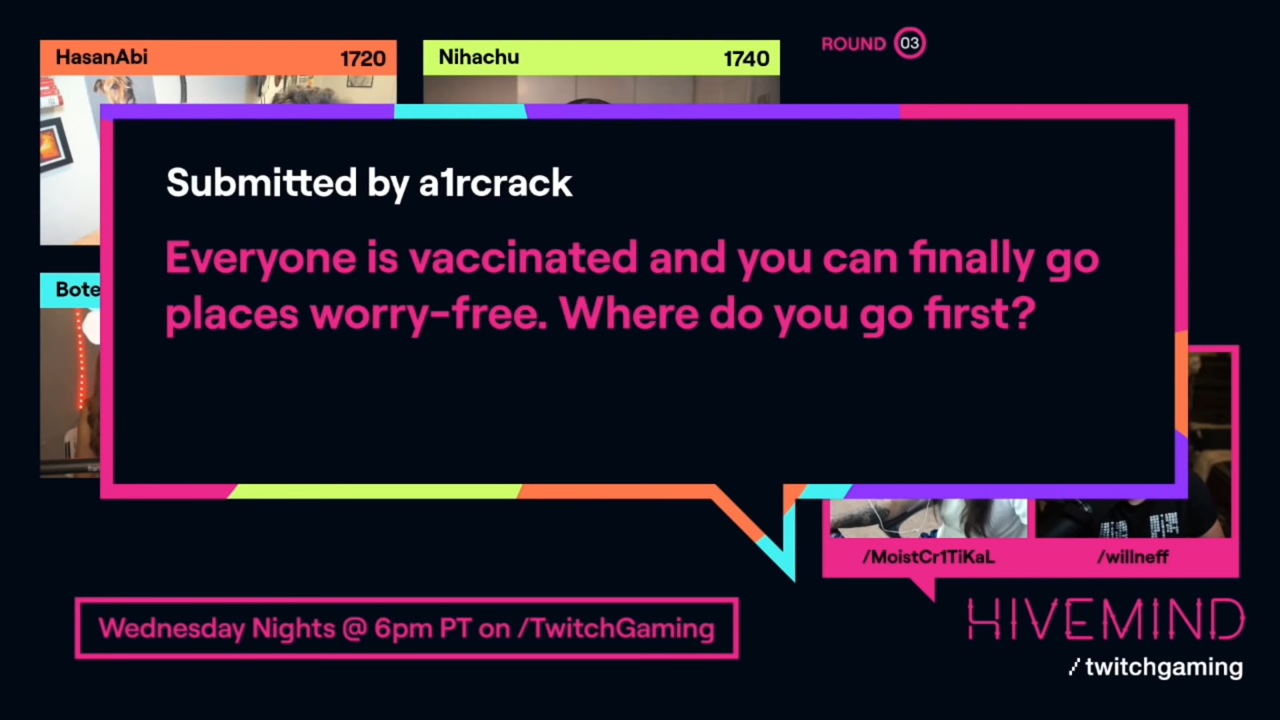 HasanAbi 1720
Nihachu 1740
ROUND 03
Submitted by a1rcrack
Everyone is vaccinated and you can finally go
places worry-free. Where do you go first?
Bote
/MoistCr1TiKaL /willneff
Wednesday Nights @ 6pm PT on /TwitchGaming
HIVEMIND
/twitchgaming